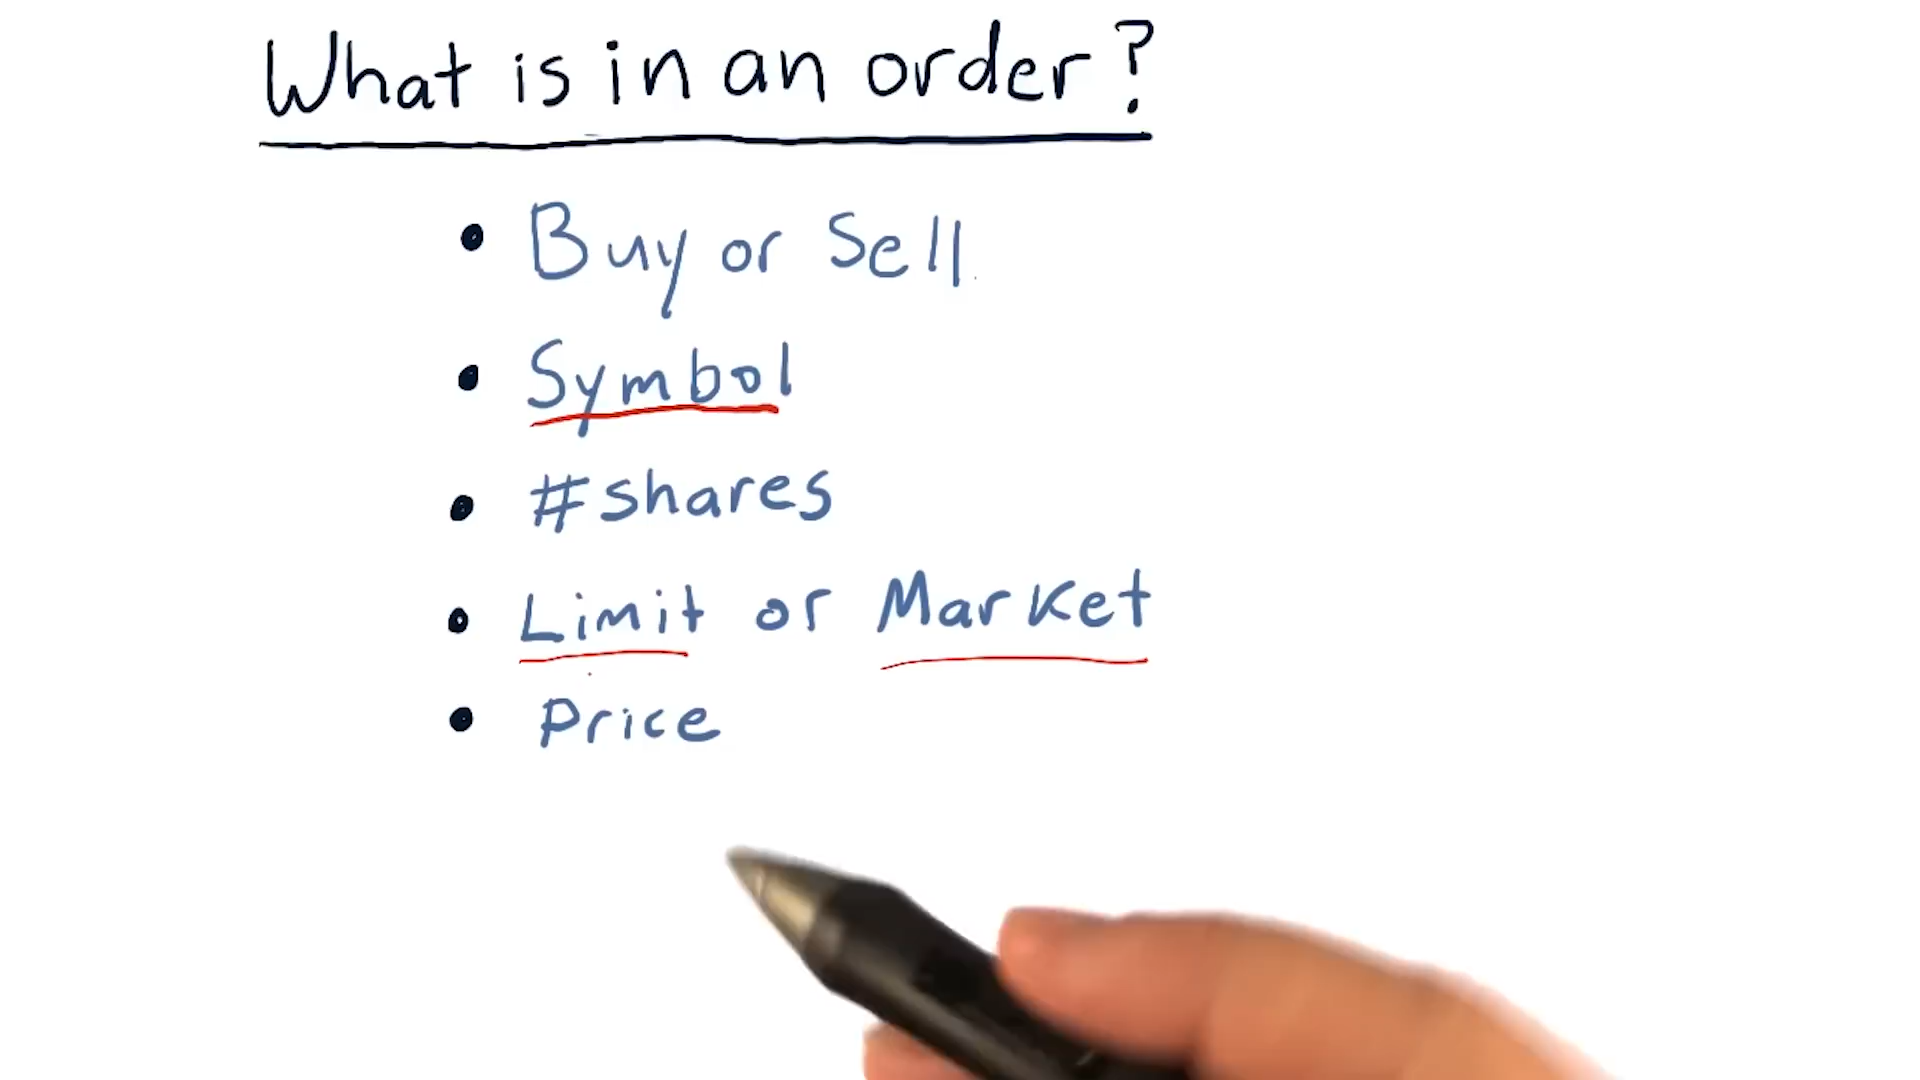 What is in an order?
• Buy or Sell
• Symbol
• #shares
• Limit or Market
• Price